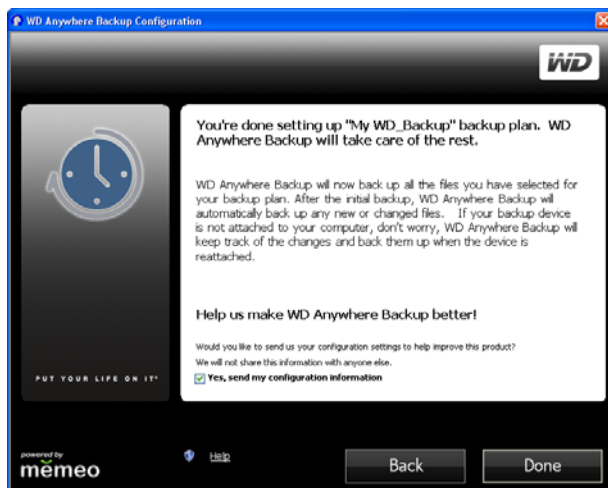 WD Anywhere Backup Configuration
WD
You're done setting up "My WD_Backup" backup plan. WD
Anywhere Backup will take care of the rest.
WD Anywhere Backup will now back up all the files you have selected for
your backup plan. After the initial backup, WD Anywhere Backup will
automatically back up any new or changed files. If your backup device
is not attached to your computer, don't worry, WD Anywhere Backup will
keep track of the changes and back them up when the device is
reattached.
Help us make WD Anywhere Backup better!
Would you like to send us your configuration settings to help improve this product?
We will not share this information with anyone else.
Yes, send my configuration information
PUT YOUR LIFE ON IT
powered by
memeo
Help
Back
Done